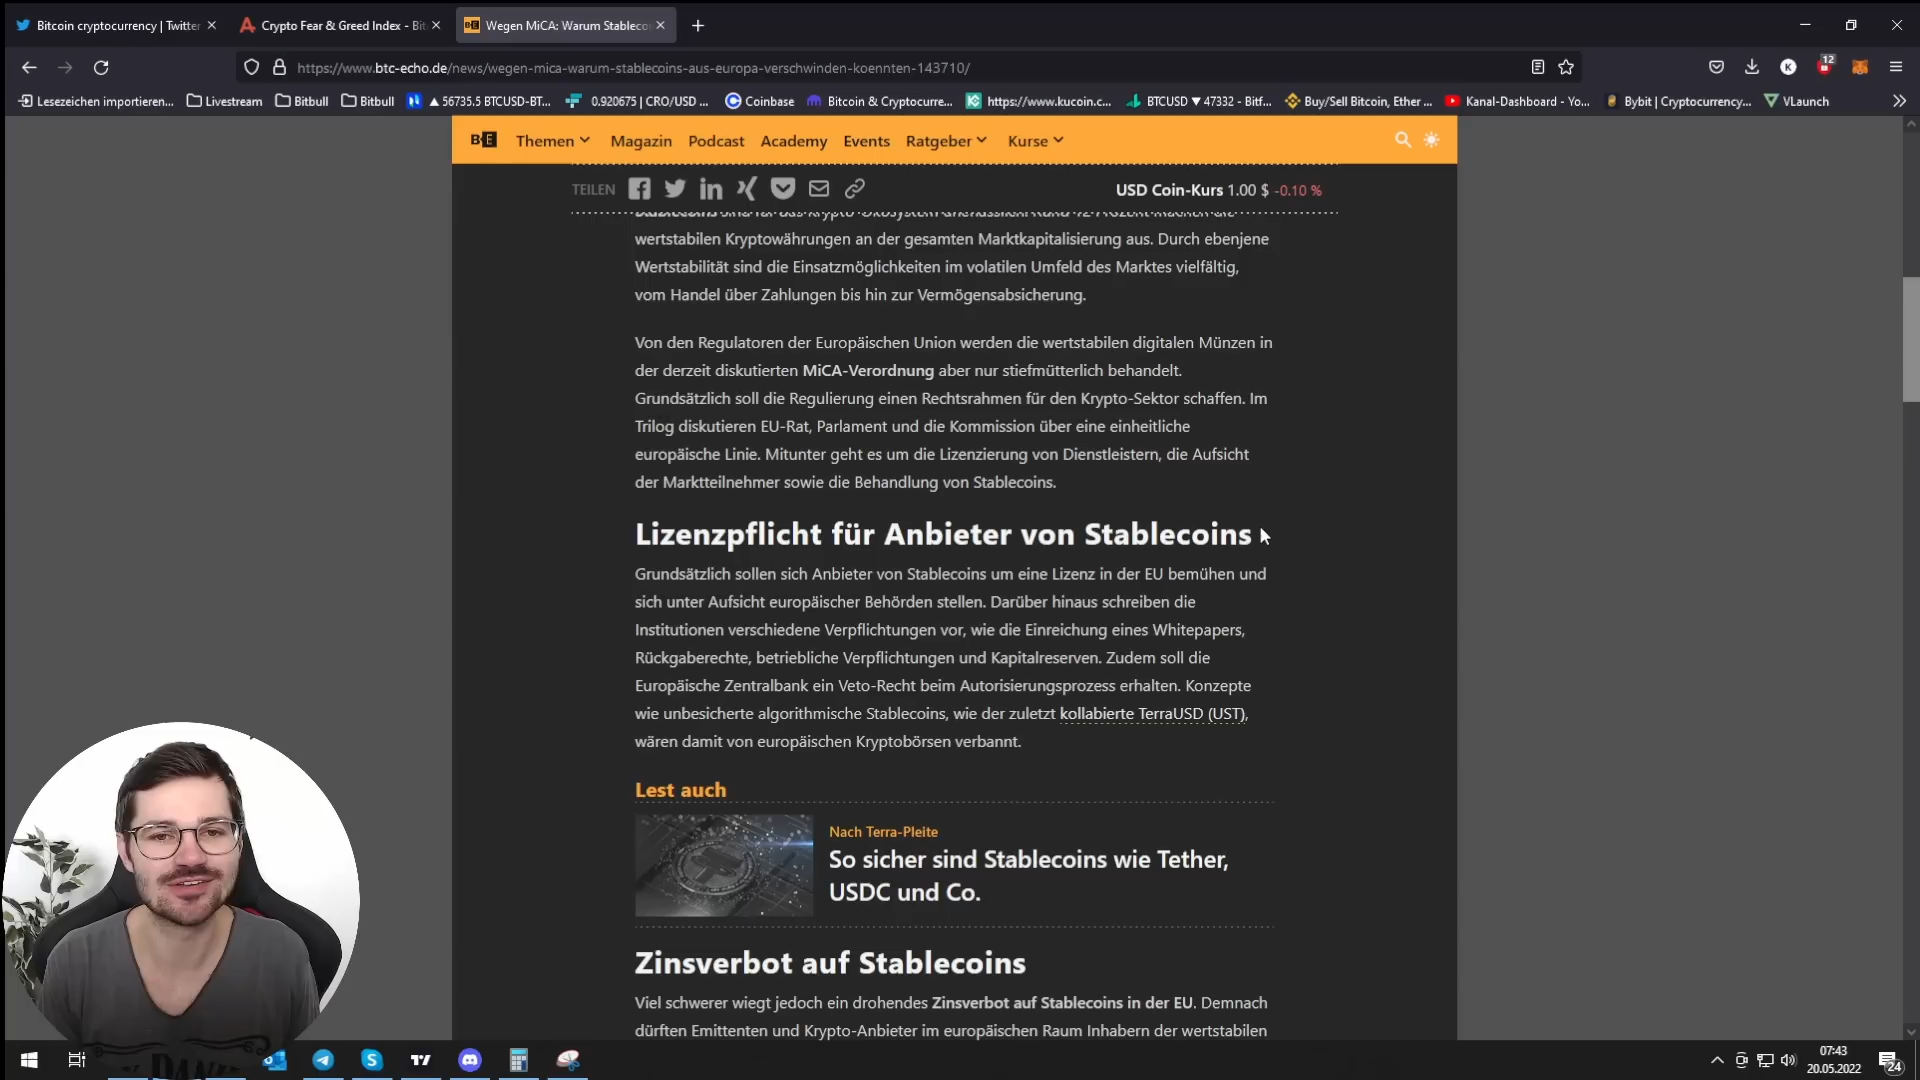 Bitcoin cryptocurrency | Twitter
Crypto Fear & Greed Index - Bit
Wegen MiCA: Warum Stableco
https://www.btc-echo.de/news/wegen-mica-warum-stablecoins-aus-europa-verschwinden-koennten-143710/
12
Lesezeichen importieren...
Livestream
Bitbull
Bitbull
▲ 56735.5 BTCUSD-BT...
0.920675 | CRO/USD ...
Coinbase
Bitcoin & Cryptocurre...
https://www.kucoin.c...
BTCUSD ▼ 47332 - Bitf...
Buy/Sell Bitcoin, Ether ...
Kanal-Dashboard - Yo...
Bybit | Cryptocurrency...
VLaunch
Themen
Magazin
Podcast
Academy
Events
Ratgeber
Kurse
TEILEN
USD Coin-Kurs 1.00 $ -0.10 %
wertstabilen Kryptowährungen an der gesamten Marktkapitalisierung aus. Durch ebenjene
Wertstabilität sind die Einsatzmöglichkeiten im volatilen Umfeld des Marktes vielfältig,
vom Handel über Zahlungen bis hin zur Vermögensabsicherung.
Von den Regulatoren der Europäischen Union werden die wertstabilen digitalen Münzen in
der derzeit diskutierten MiCA-Verordnung aber nur stiefmütterlich behandelt.
Grundsätzlich soll die Regulierung einen Rechtsrahmen für den Krypto-Sektor schaffen. Im
Trilog diskutieren EU-Rat, Parlament und die Kommission über eine einheitliche
europäische Linie. Mitunter geht es um die Lizenzierung von Dienstleistern, die Aufsicht
der Marktteilnehmer sowie die Behandlung von Stablecoins.
Lizenzpflicht für Anbieter von Stablecoins
Grundsätzlich sollen sich Anbieter von Stablecoins um eine Lizenz in der EU bemühen und
sich unter Aufsicht europäischer Behörden stellen. Darüber hinaus schreiben die
Institutionen verschiedene Verpflichtungen vor, wie die Einreichung eines Whitepapers,
Rückgaberechte, betriebliche Verpflichtungen und Kapitalreserven. Zudem soll die
Europäische Zentralbank ein Veto-Recht beim Autorisierungsprozess erhalten. Konzepte
wie unbesicherte algorithmische Stablecoins, wie der zuletzt kollabierte TerraUSD (UST),
wären damit von europäischen Kryptobörsen verbannt.
Lest auch
Nach Terra-Pleite
So sicher sind Stablecoins wie Tether,
USDC und Co.
Zinsverbot auf Stablecoins
Viel schwerer wiegt jedoch ein drohendes Zinsverbot auf Stablecoins in der EU. Demnach
dürften Emittenten und Krypto-Anbieter im europäischen Raum Inhabern der wertstabilen
07:43
20.05.2022
24